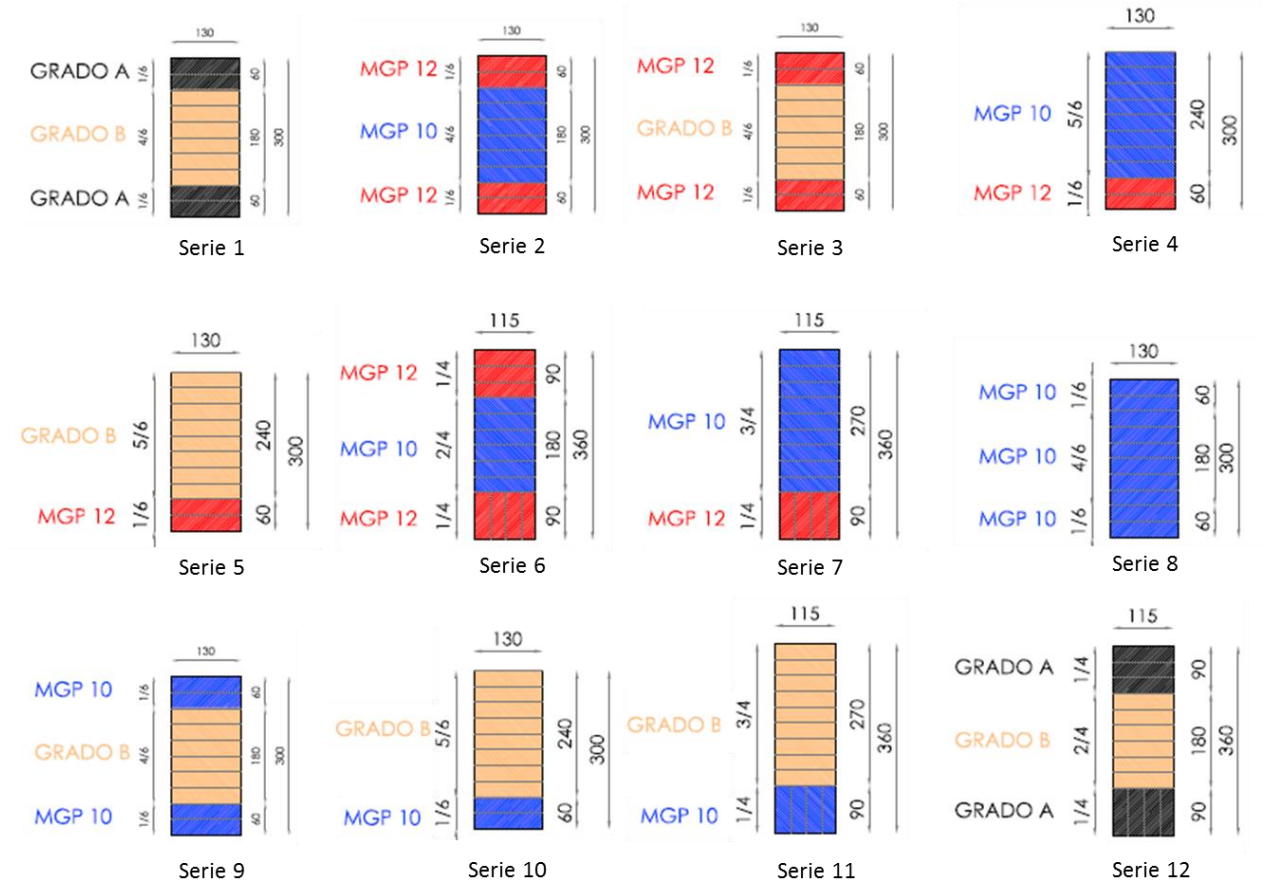 130
GRADO A 1/6 60
GRADO B 4/6 180 300
GRADO A 1/6 60
Serie 1
130
MGP 12 1/6 60
MGP 10 4/6 180 300
MGP 12 1/6 60
Serie 2
130
MGP 12 1/6 60
GRADO B 4/6 180 300
MGP 12 1/6 60
Serie 3
130
MGP 10 5/6 240 300
MGP 12 1/6 60
Serie 4
130
GRADO B 5/6 240 300
MGP 12 1/6 60
Serie 5
115
MGP 12 1/4 90
MGP 10 2/4 180 360
MGP 12 1/4 90
Serie 6
115
MGP 10 3/4 270 360
MGP 12 1/4 90
Serie 7
130
MGP 10 1/6 60
MGP 10 4/6 180 300
MGP 10 1/6 60
Serie 8
130
MGP 10 1/6 60
GRADO B 4/6 180 300
MGP 10 1/6 60
Serie 9
130
GRADO B 5/6 240 300
MGP 10 1/6 60
Serie 10
115
GRADO B 3/4 270 360
MGP 10 1/4 90
Serie 11
115
GRADO A 1/4 90
GRADO B 2/4 180 360
GRADO A 1/4 90
Serie 12